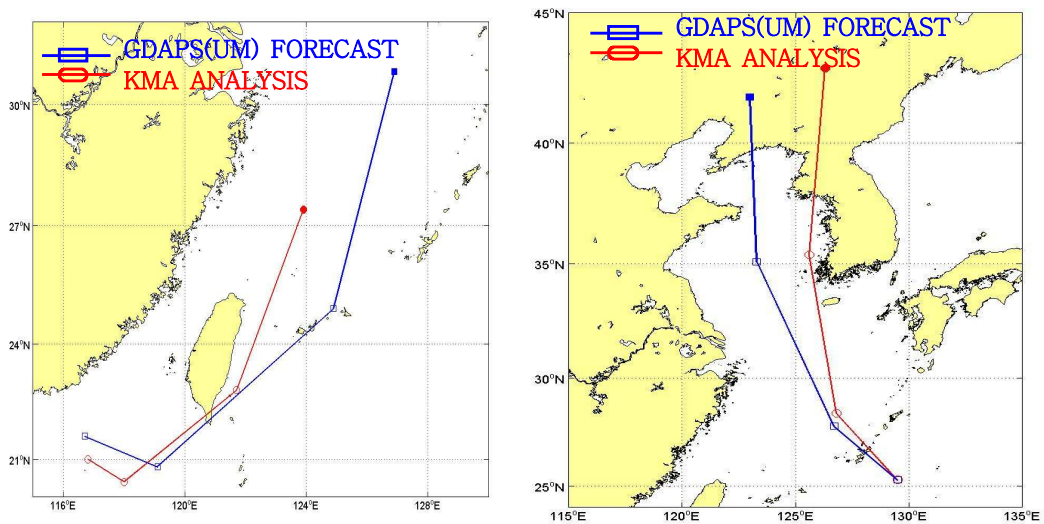 GDAPS(UM) FORECAST
KMA ANALYSIS
30°N
27°N
24°N
21°N
116°E
120°E
124°E
128°E
GDAPS(UM) FORECAST
KMA ANALYSIS
45°N
40°N
35°N
30°N
25°N
115°E
120°E
125°E
130°E
135°E